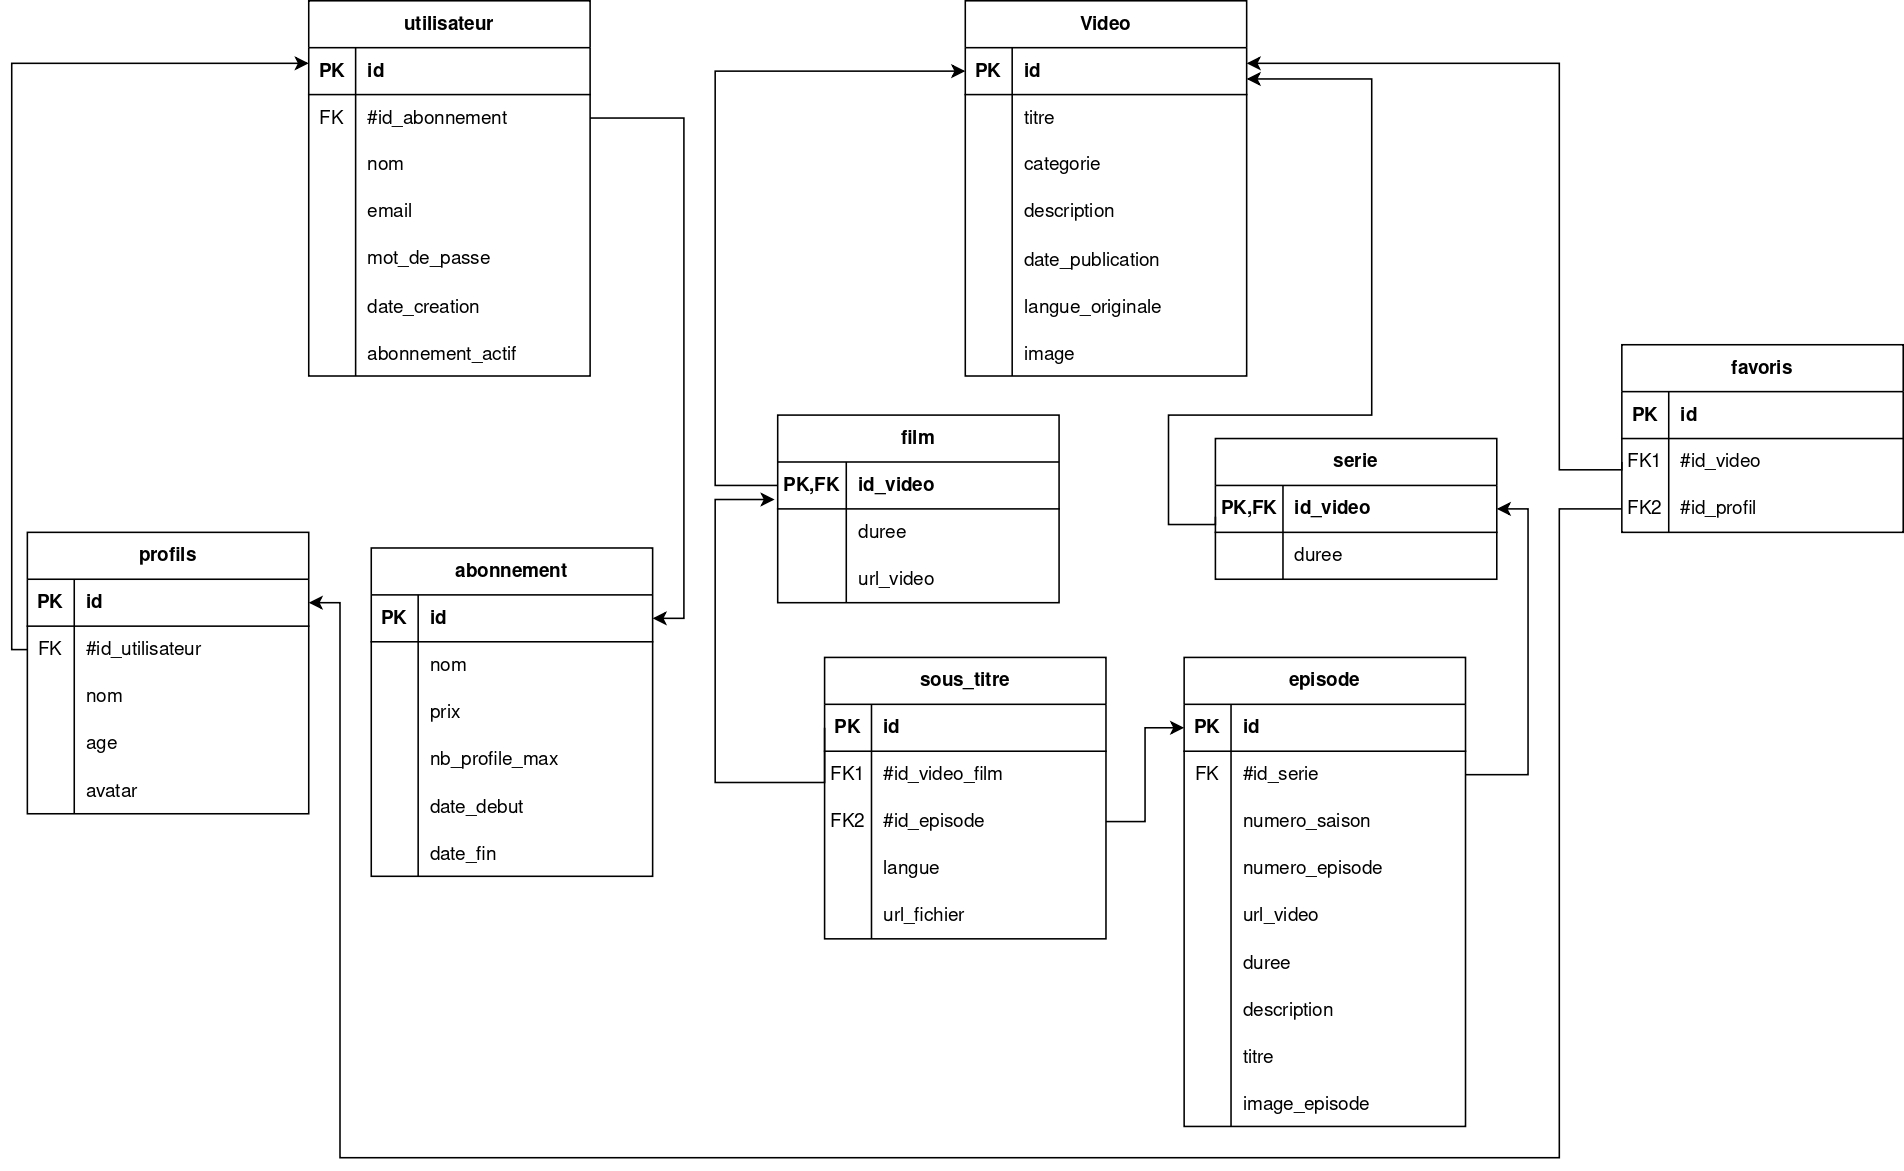 utilisateur
PK id
FK #id_abonnement
nom
email
mot_de_passe
date_creation
abonnement_actif
Video
PK id
titre
categorie
description
date_publication
langue_originale
image
favoris
PK id
FK1 #id_video
FK2 #id_profil
film
PK,FK id_video
duree
url_video
serie
PK,FK id_video
duree
profils
PK id
FK #id_utilisateur
nom
age
avatar
abonnement
PK id
nom
prix
nb_profile_max
date_debut
date_fin
sous_titre
PK id
FK1 #id_video_film
FK2 #id_episode
langue
url_fichier
episode
PK id
FK #id_serie
numero_saison
numero_episode
url_video
duree
description
titre
image_episode